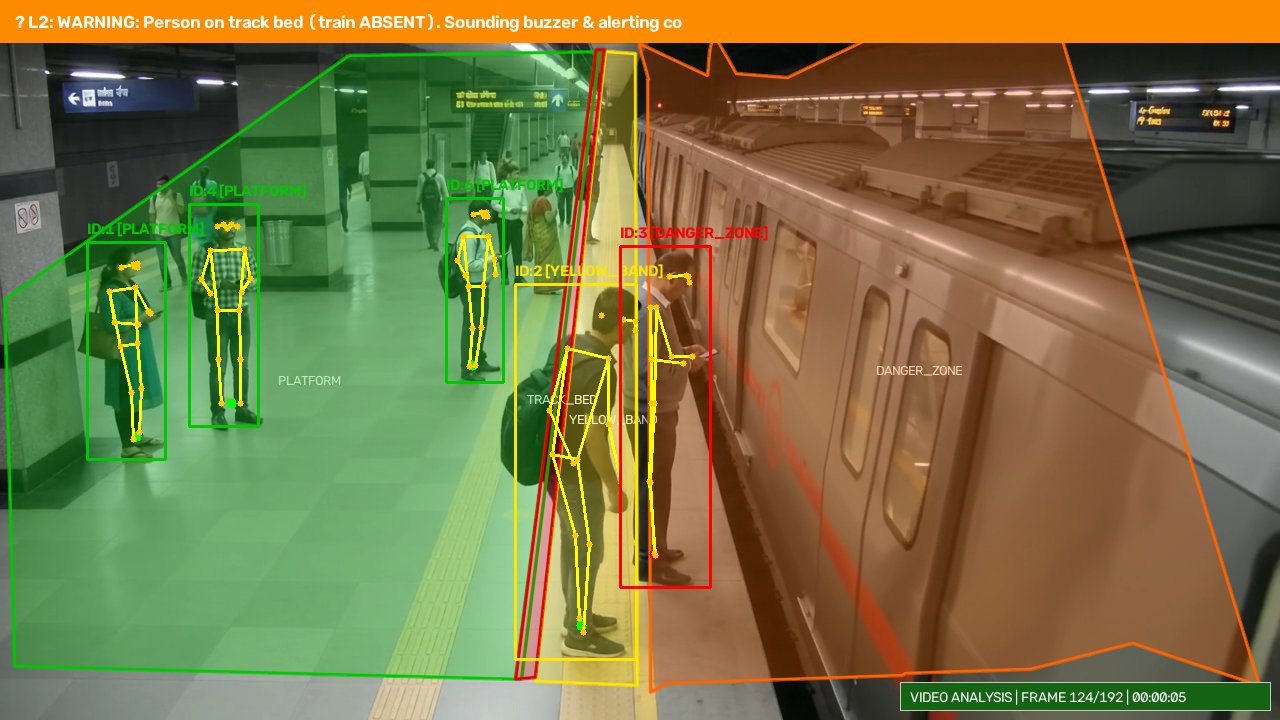 ? L2: WARNING: Person on track bed (train ABSENT). Sounding buzzer & alerting co
ID:4 [PLATFORM]
ID:6 [PLATFORM]
ID:1 [PLATFORM]
ID:3 [DANGER_ZONE]
ID:2 [YELLOW_BAND]
PLATFORM
DANGER_ZONE
TRACK_BED
YELLOW_BAND
VIDEO ANALYSIS | FRAME 124/192 | 00:00:05